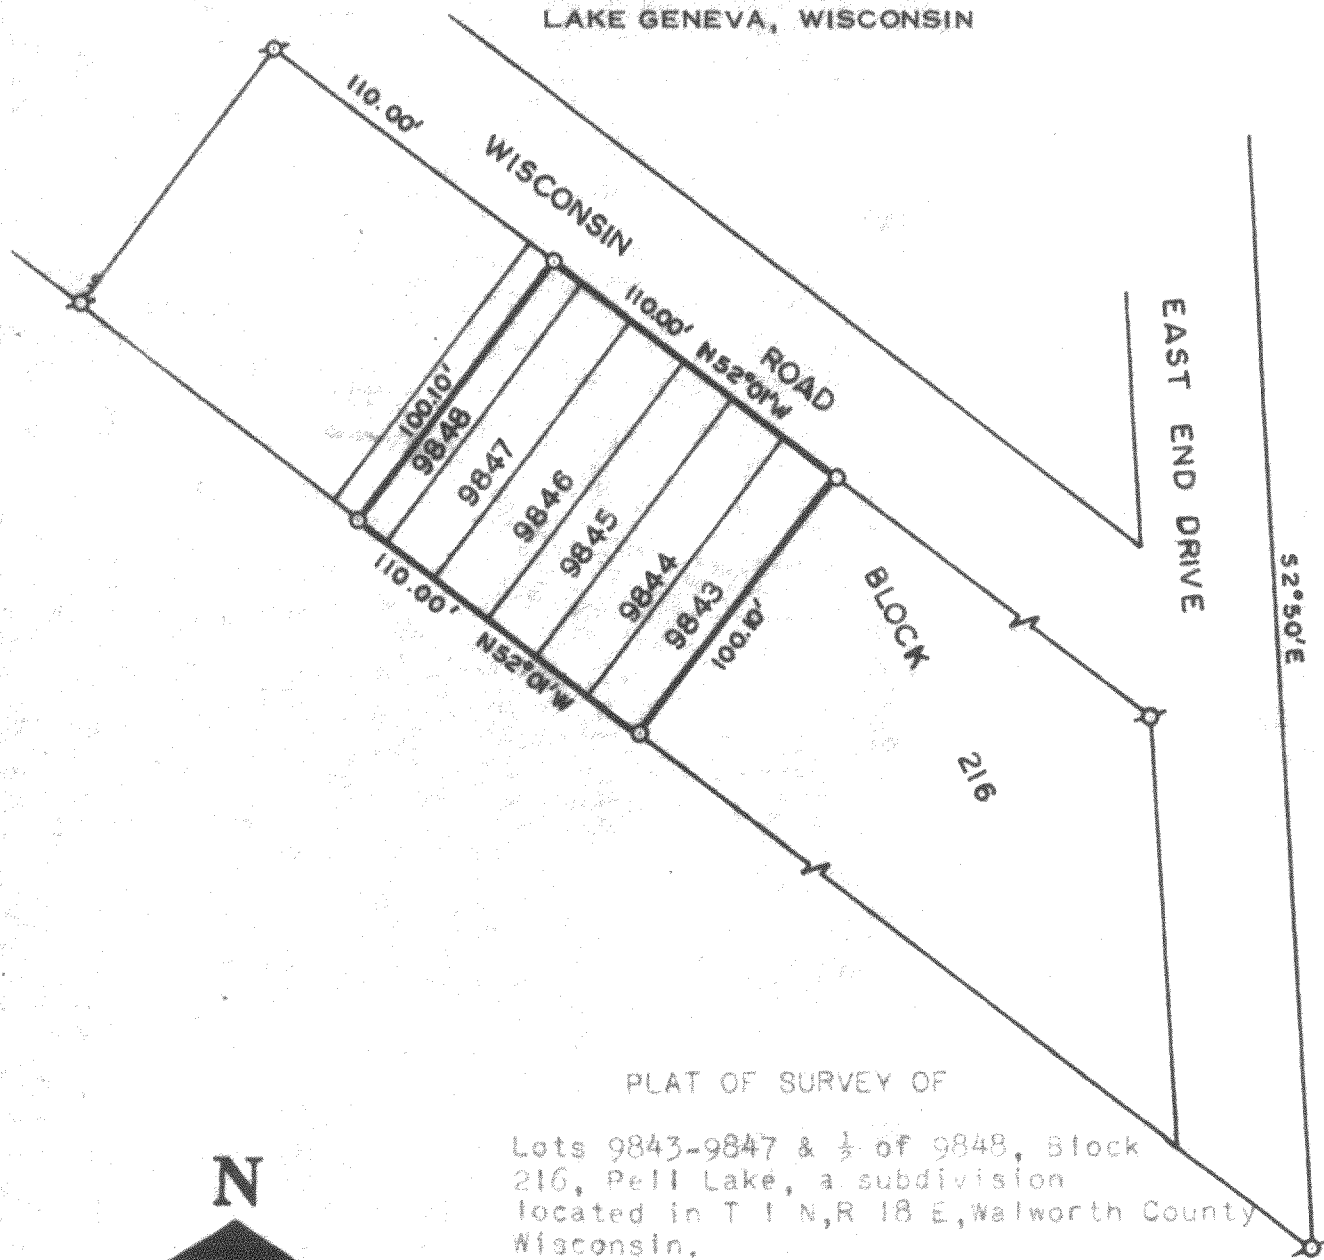 LAKE GENEVA, WISCONSIN
110.00'
WISCONSIN
ROAD
110.00'
N52°01'W
EAST END DRIVE
S2°50'E
100.10'
9848
9847
9846
9845
9844
9843
100.10'
110.00'
N52°01'W
BLOCK
216
PLAT OF SURVEY OF
Lots 9843-9847 & ½ of 9848, Block
216, Pell Lake, a subdivision
located in T 1 N,R 18 E,Walworth County
Wisconsin.
N